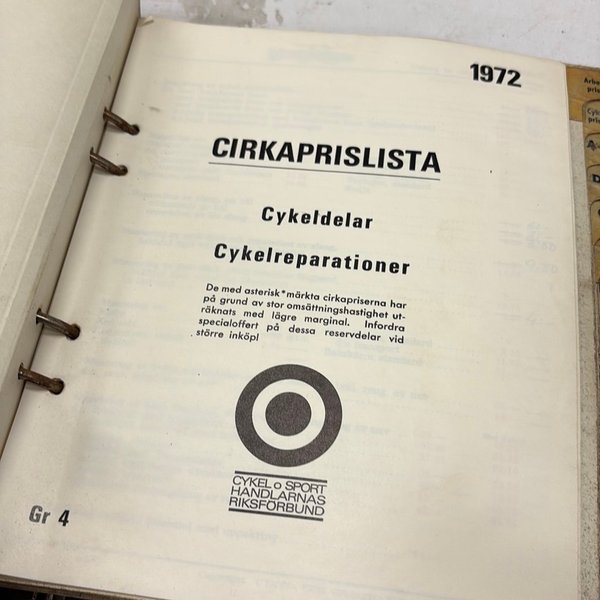 1972
CIRKAPRISLISTA
Cykeldelar
Cykelreparationer
De med asterisk*märkta cirkapriserna har
på grund av stor omsättningshastighet ut-
räknats med lägre marginal. Infordra
specialoffert på dessa reservdelar vid
större inköpl
CYKEL o SPORT
HANDLARNAS
RIKSFÖRBUND
Gr 4